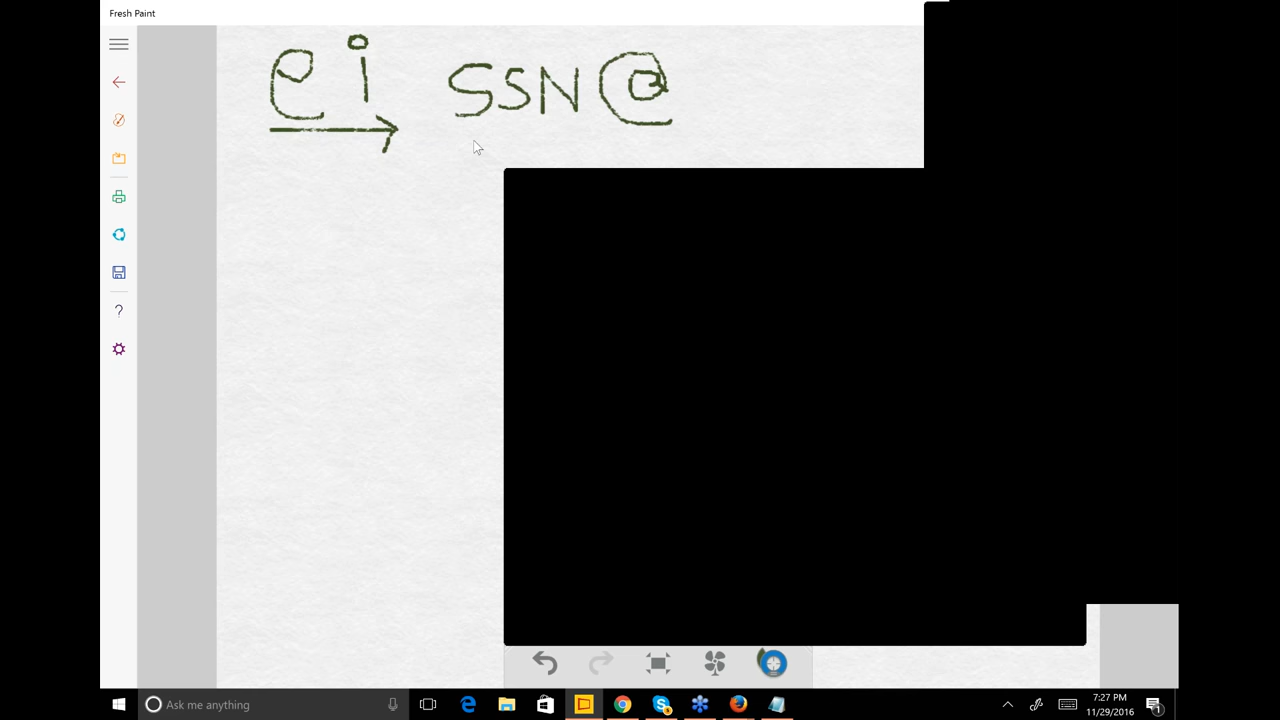 Fresh Paint
ei SSN@
Ask me anything
7:27 PM
11/29/2016